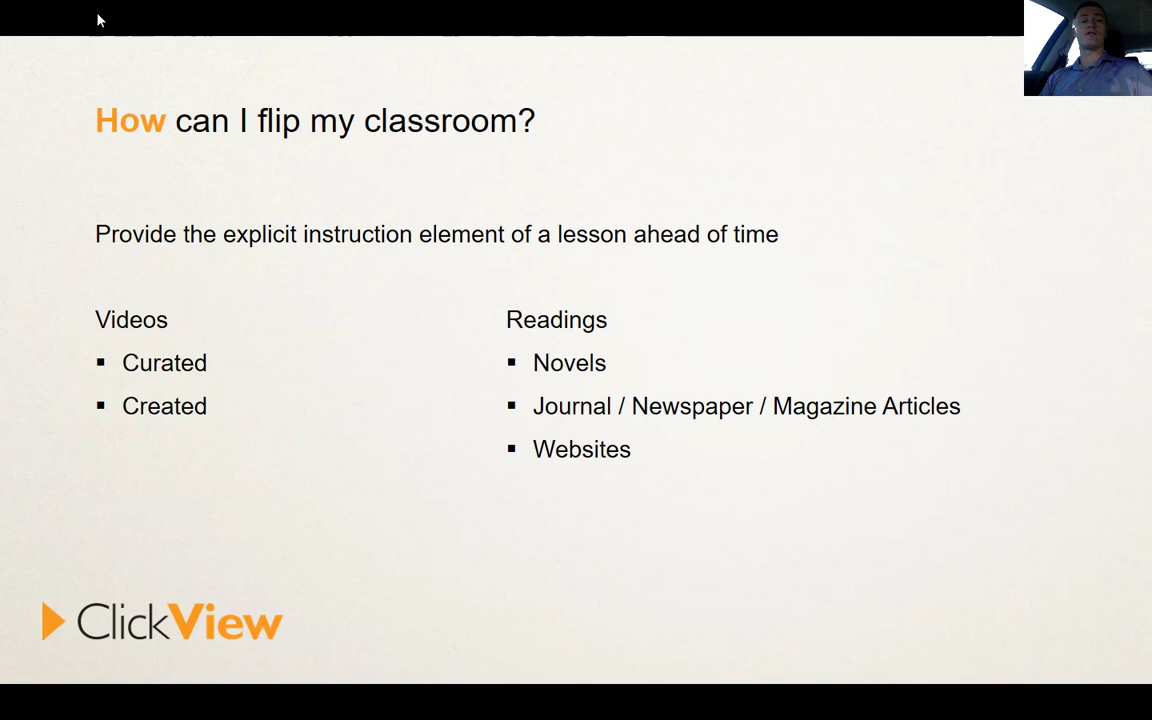 How can I flip my classroom?
Provide the explicit instruction element of a lesson ahead of time
Videos
▪ Curated
▪ Created
Readings
▪ Novels
▪ Journal / Newspaper / Magazine Articles
▪ Websites
ClickView